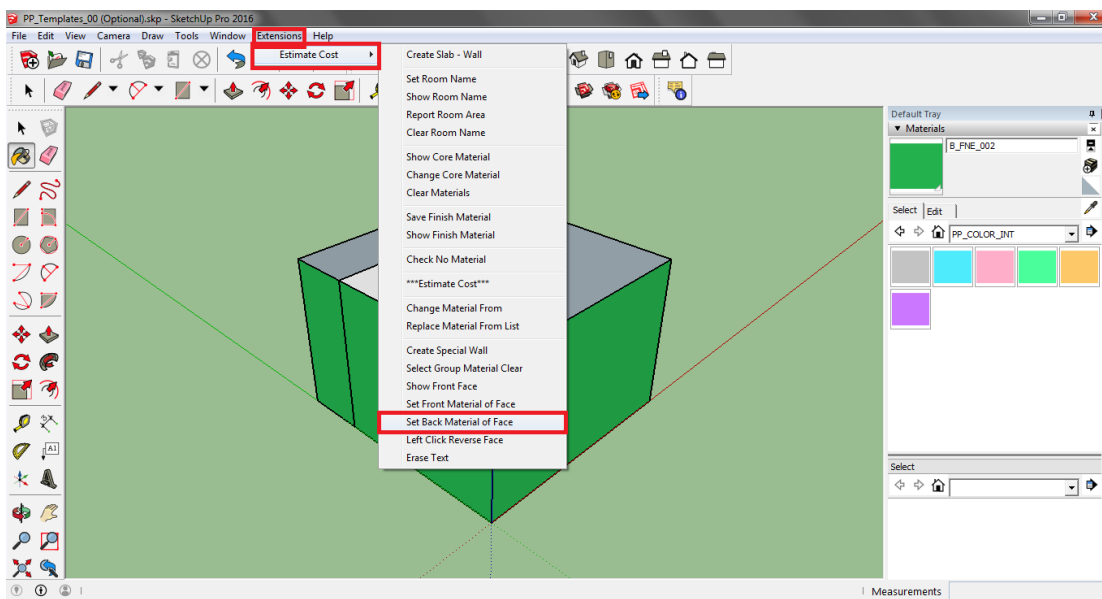 PP_Templates_00 (Optional).skp - SketchUp Pro 2016
File Edit View Camera Draw Tools Window Extensions Help
Estimate Cost
Create Slab - Wall
Set Room Name
Show Room Name
Report Room Area
Clear Room Name
Show Core Material
Change Core Material
Clear Materials
Save Finish Material
Show Finish Material
Check No Material
***Estimate Cost***
Change Material From
Replace Material From List
Create Special Wall
Select Group Material Clear
Show Front Face
Set Front Material of Face
Set Back Material of Face
Left Click Reverse Face
Erase Text
Default Tray
Materials
B_FNE_002
Select Edit
PP_COLOR_INT
Select
A1
Measurements